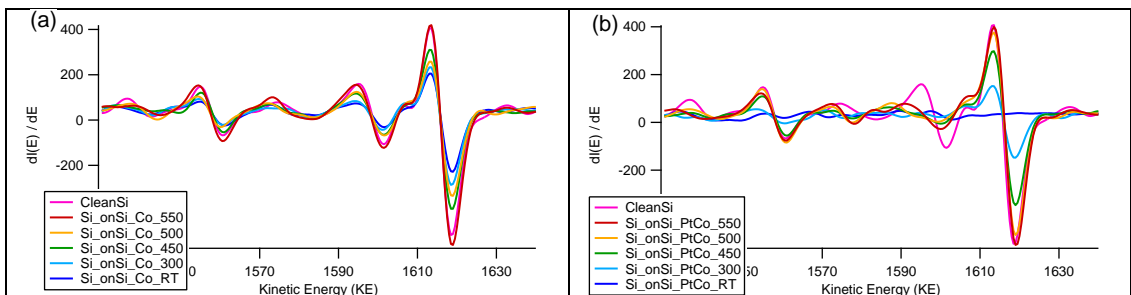 (a)
400
200
0
-200
dI(E) / dE
CleanSi
Si_onSi_Co_550
Si_onSi_Co_500
Si_onSi_Co_450
Si_onSi_Co_300
Si_onSi_Co_RT
1570
1590
1610
1630
Kinetic Energy (KE)
(b)
400
200
0
-200
dI(E) / dE
CleanSi
Si_onSi_PtCo_550
Si_onSi_PtCo_500
Si_onSi_PtCo_450
Si_onSi_PtCo_300
Si_onSi_PtCo_RT
1570
1590
1610
1630
Kinetic Energy (KE)